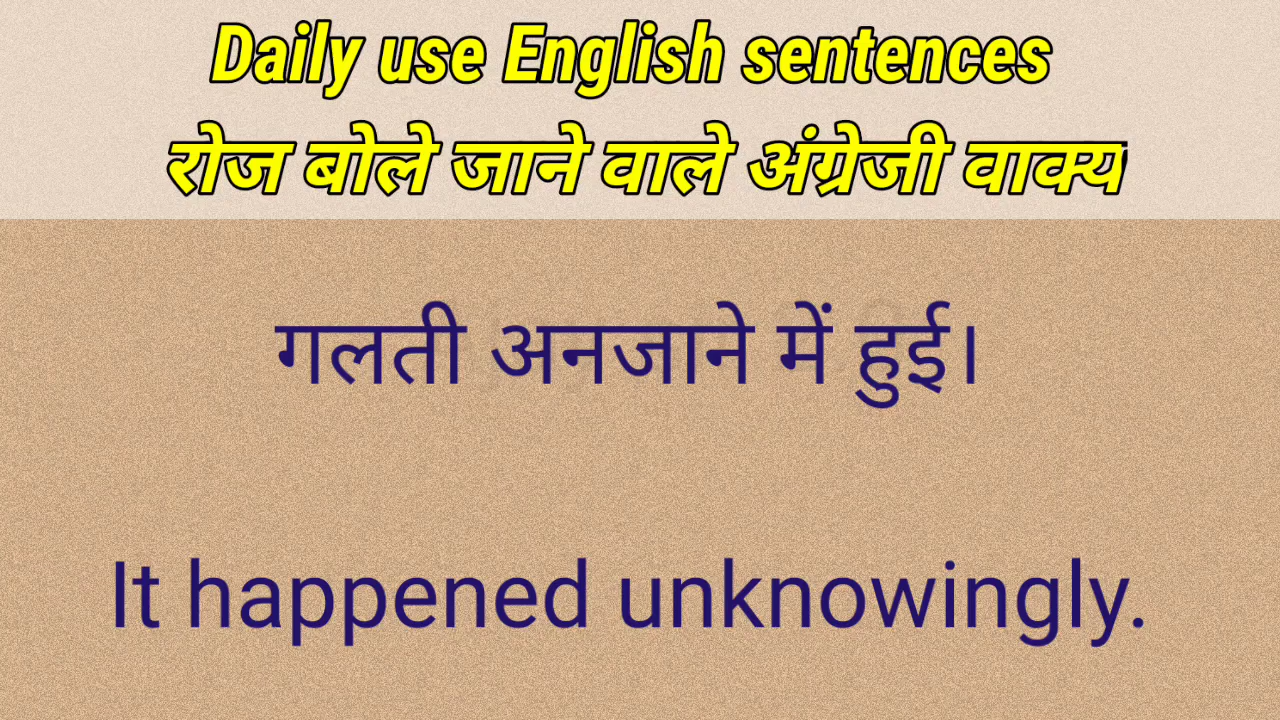 Daily use English sentences
रोज बोले जाने वाले अंग्रेजी वाक्य
गलती अनजाने में हुई।
It happened unknowingly.